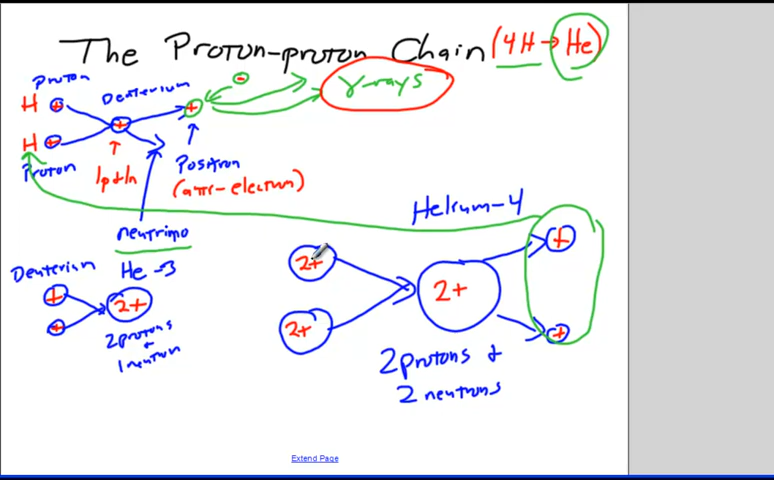 The Proton-proton Chain (4H → He)
Proton
Deuterium
H +
+
+
-
γ-rays
H +
Proton
1p+1n
Positron
(anti-electron)
neutrino
Helium-4
Deuterium
He-3
+
+
2+
2 protons
+
1 neutron
2+
2+
2+
+
+
2 protons +
2 neutrons
Extend Page